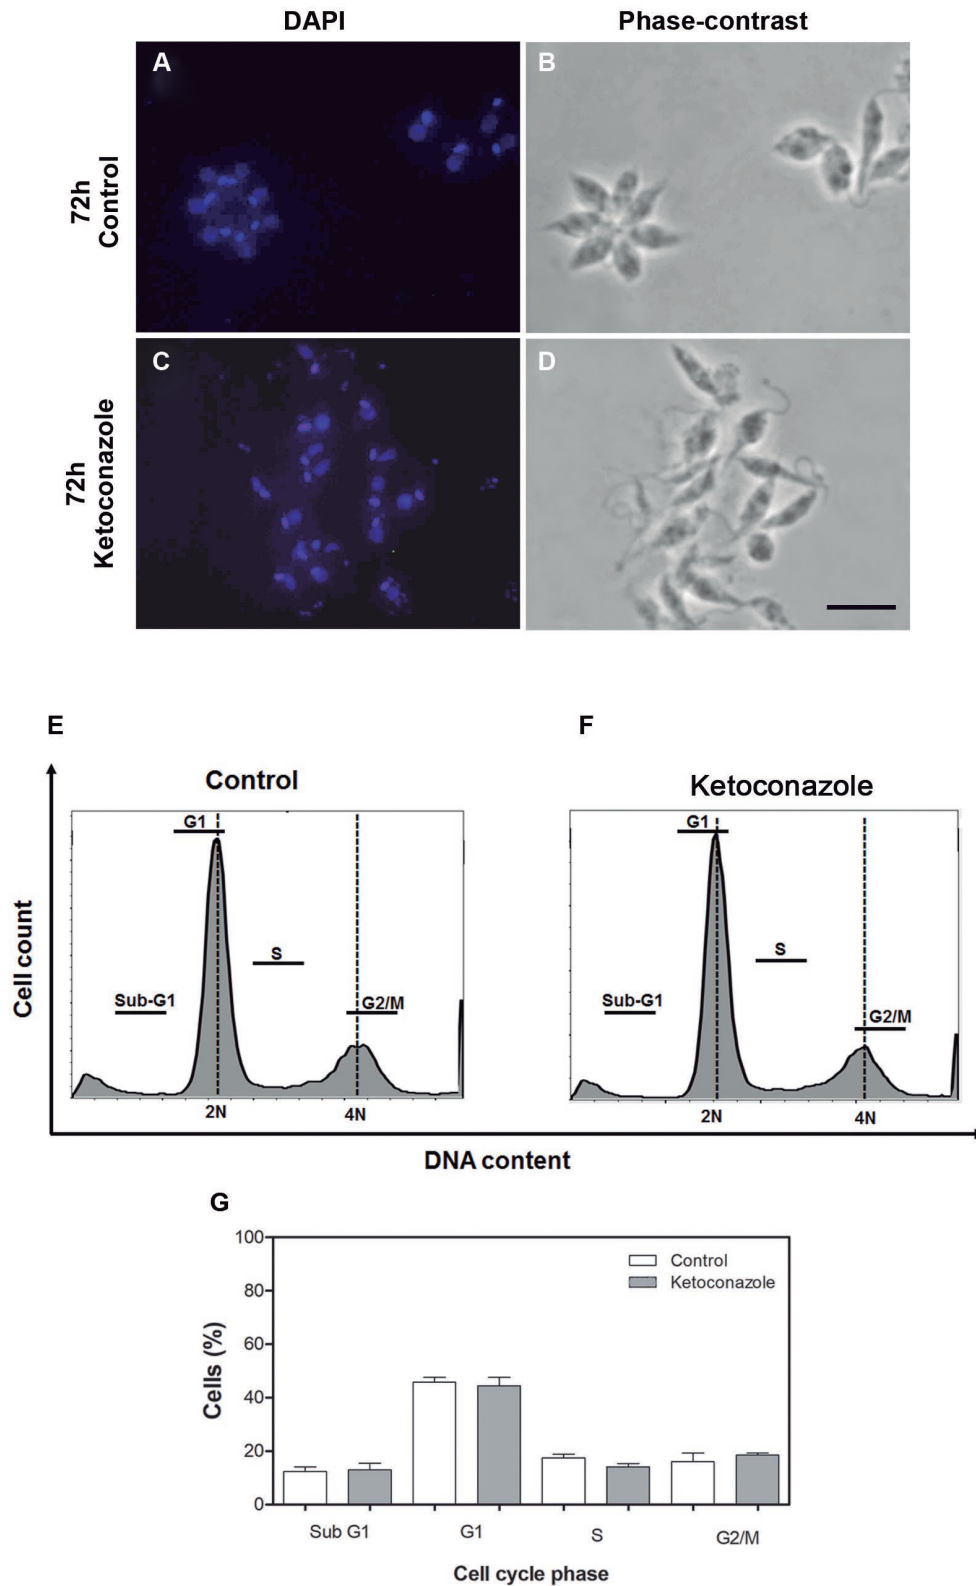 DAPI
Phase-contrast
A
B
72h
Control
C
D
72h
Ketoconazole
E
F
Control
Ketoconazole
G1
S
Sub-G1
G2/M
2N
4N
G1
S
Sub-G1
G2/M
2N
4N
Cell count
DNA content
G
100
80
60
40
20
0
Control
Ketoconazole
Cells (%)
Sub G1
G1
S
G2/M
Cell cycle phase